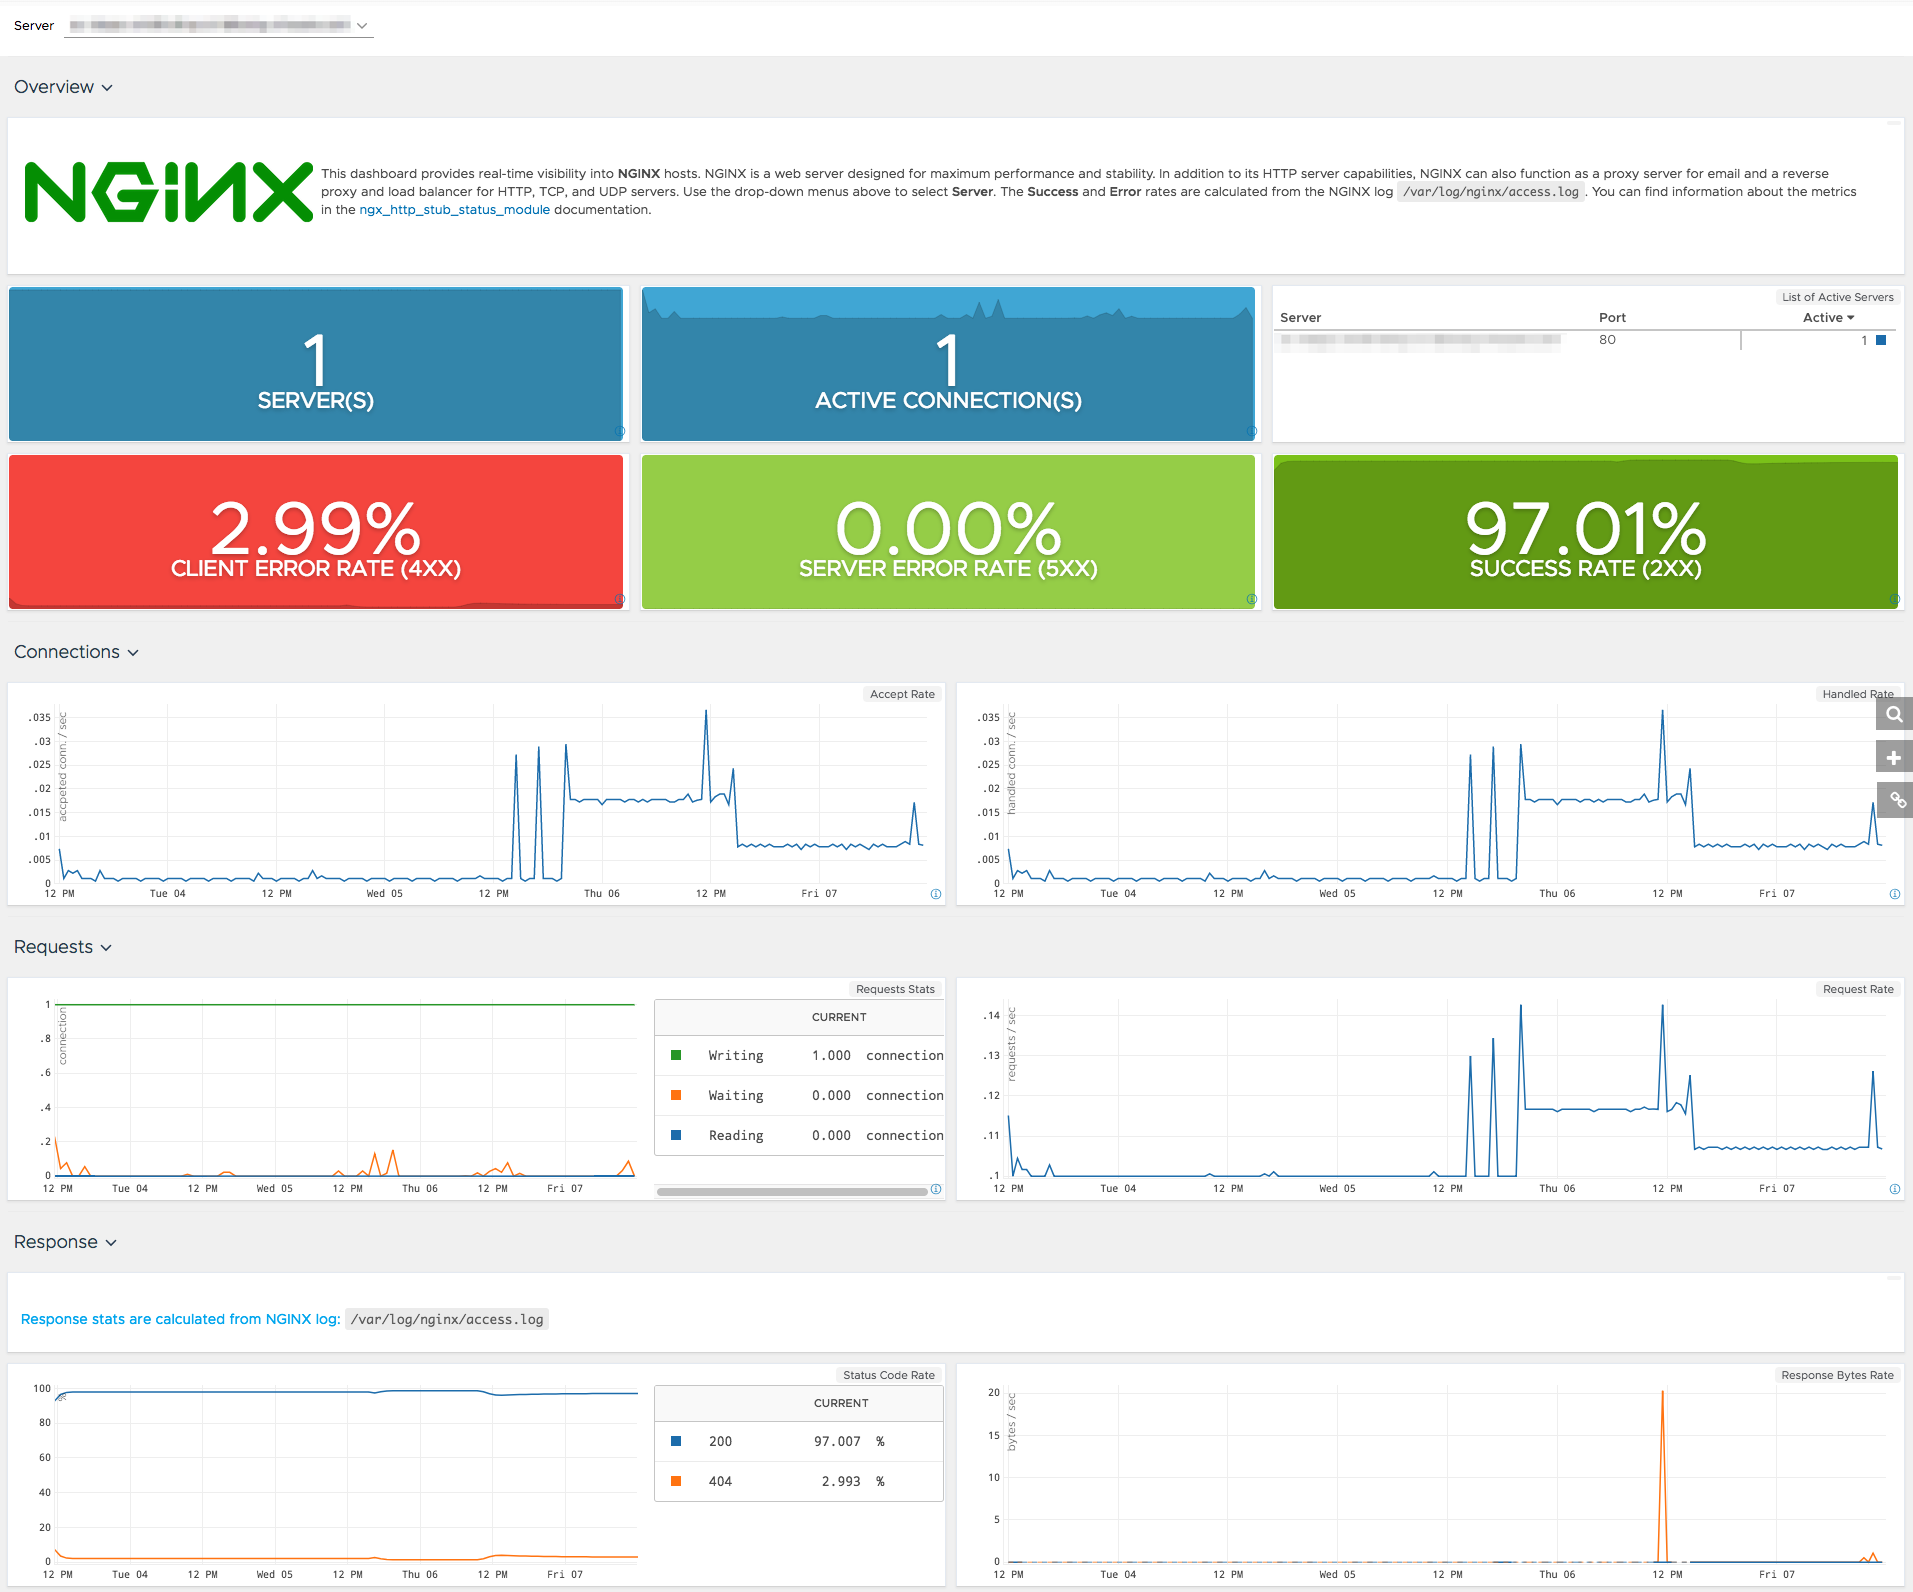 Server
Overview
NGINX
This dashboard provides real-time visibility into NGINX hosts. NGINX is a web server designed for maximum performance and stability. In addition to its HTTP server capabilities, NGINX can also function as a proxy server for email and a reverse
proxy and load balancer for HTTP, TCP, and UDP servers. Use the drop-down menus above to select Server. The Success and Error rates are calculated from the NGINX log /var/log/nginx/access.log . You can find information about the metrics
in the ngx_http_stub_status_module documentation.
1
SERVER(S)
1
ACTIVE CONNECTION(S)
List of Active Servers
Server Port Active
80 1
2.99%
CLIENT ERROR RATE (4XX)
0.00%
SERVER ERROR RATE (5XX)
97.01%
SUCCESS RATE (2XX)
Connections
Accept Rate
accpeted conn. / sec
.035
.03
.025
.02
.015
.01
.005
0
12 PM Tue 04 12 PM Wed 05 12 PM Thu 06 12 PM Fri 07
Handled Rate
handled conn. / sec
.035
.03
.025
.02
.015
.01
.005
0
12 PM Tue 04 12 PM Wed 05 12 PM Thu 06 12 PM Fri 07
Requests
Requests Stats
connection
1
.8
.6
.4
.2
0
12 PM Tue 04 12 PM Wed 05 12 PM Thu 06 12 PM Fri 07
CURRENT
Writing 1.000 connection
Waiting 0.000 connection
Reading 0.000 connection
Request Rate
requests / sec
.14
.13
.12
.11
.1
12 PM Tue 04 12 PM Wed 05 12 PM Thu 06 12 PM Fri 07
Response
Response stats are calculated from NGINX log: /var/log/nginx/access.log
Status Code Rate
%
100
80
60
40
20
0
12 PM Tue 04 12 PM Wed 05 12 PM Thu 06 12 PM Fri 07
CURRENT
200 97.007 %
404 2.993 %
Response Bytes Rate
bytes / sec
20
15
10
5
0
12 PM Tue 04 12 PM Wed 05 12 PM Thu 06 12 PM Fri 07